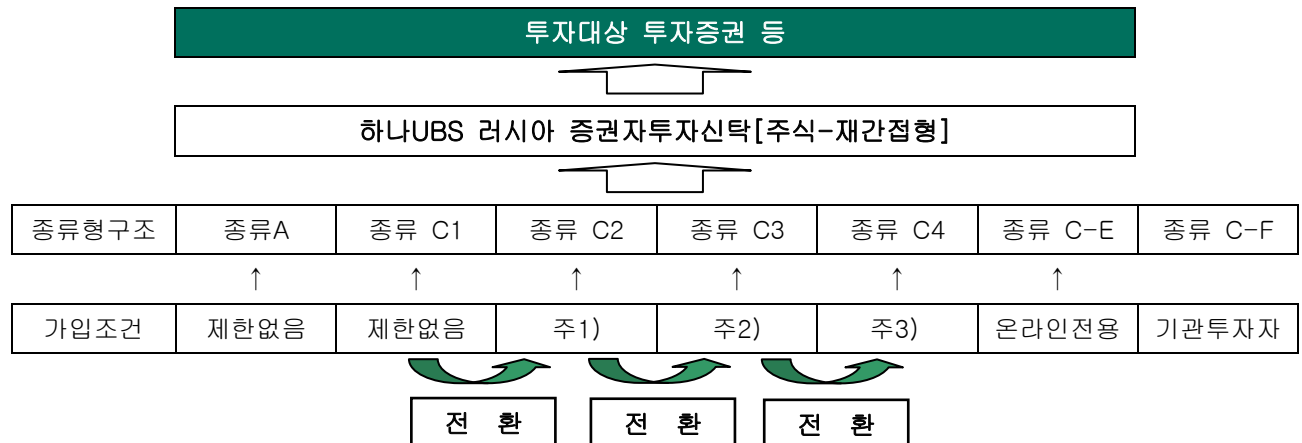 투자대상 투자증권 등
하나UBS 러시아 증권자투자신탁[주식-재간접형]
종류형구조 종류A 종류 C1 종류 C2 종류 C3 종류 C4 종류 C-E 종류 C-F
↑ ↑ ↑ ↑ ↑ ↑
가입조건 제한없음 제한없음 주1) 주2) 주3) 온라인전용 기관투자자
전 환 전 환 전 환